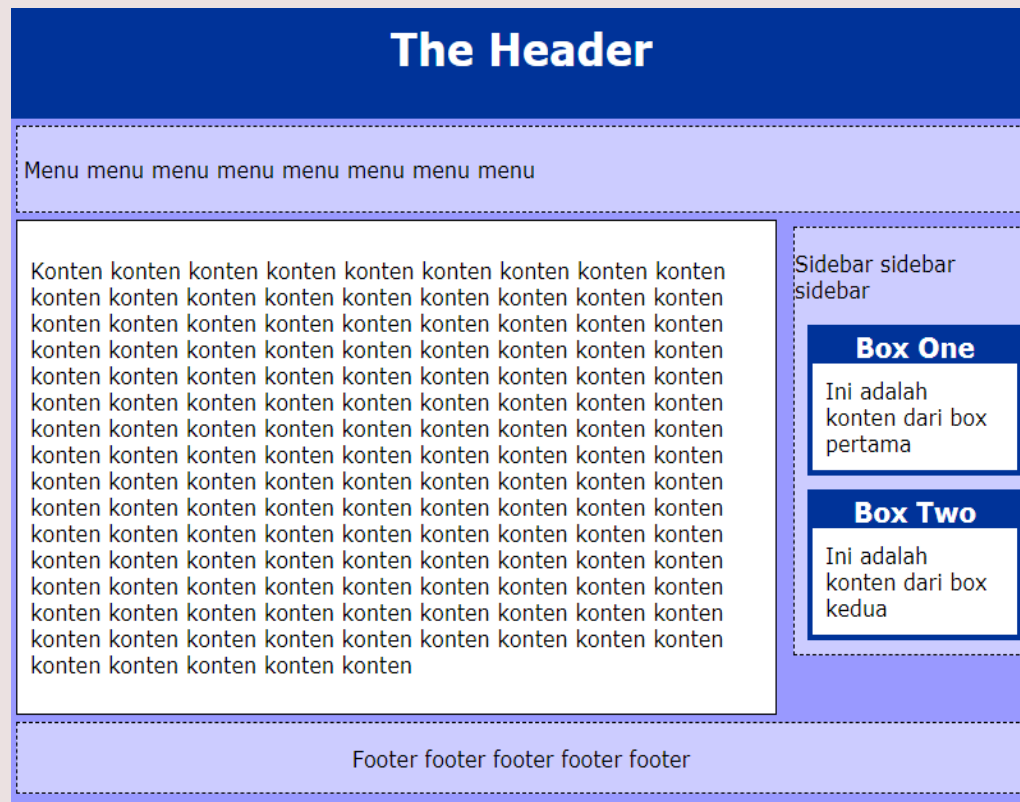 The Header
Menu menu menu menu menu menu menu menu
Konten konten konten konten konten konten konten konten konten
konten konten konten konten konten konten konten konten konten
konten konten konten konten konten konten konten konten konten
konten konten konten konten konten konten konten konten konten
konten konten konten konten konten konten konten konten konten
konten konten konten konten konten konten konten konten konten
konten konten konten konten konten konten konten konten konten
konten konten konten konten konten konten konten konten konten
konten konten konten konten konten konten konten konten konten
konten konten konten konten konten konten konten konten konten
konten konten konten konten konten konten konten konten konten
konten konten konten konten konten konten konten konten konten
konten konten konten konten konten konten konten konten konten
konten konten konten konten konten konten konten konten konten
konten konten konten konten konten konten konten konten konten
konten konten konten konten konten
Sidebar sidebar
sidebar
Box One
Ini adalah
konten dari box
pertama
Box Two
Ini adalah
konten dari box
kedua
Footer footer footer footer footer